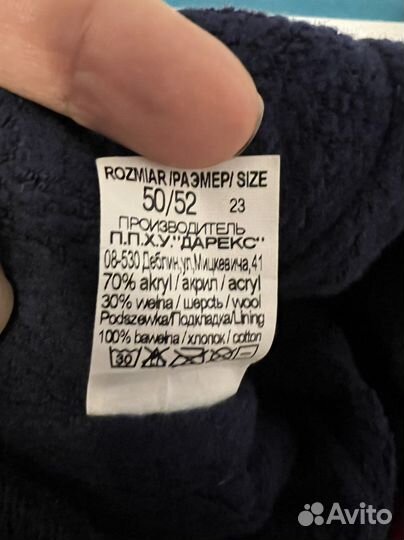 ROZMIAR/РАЗМЕР/ SIZE
50/52 23
ПРОИЗВОДИТЕЛЬ
П.П.Х.У."ДАРЕКС"
08-530 Деблин,ул.Мицкевича,41
70% akryl / акрил / acryl
30% wełna / шерсть / wool
Podszewka/Подкладка/Lining
100% bawełna / хлопок / cotton
30
Avito